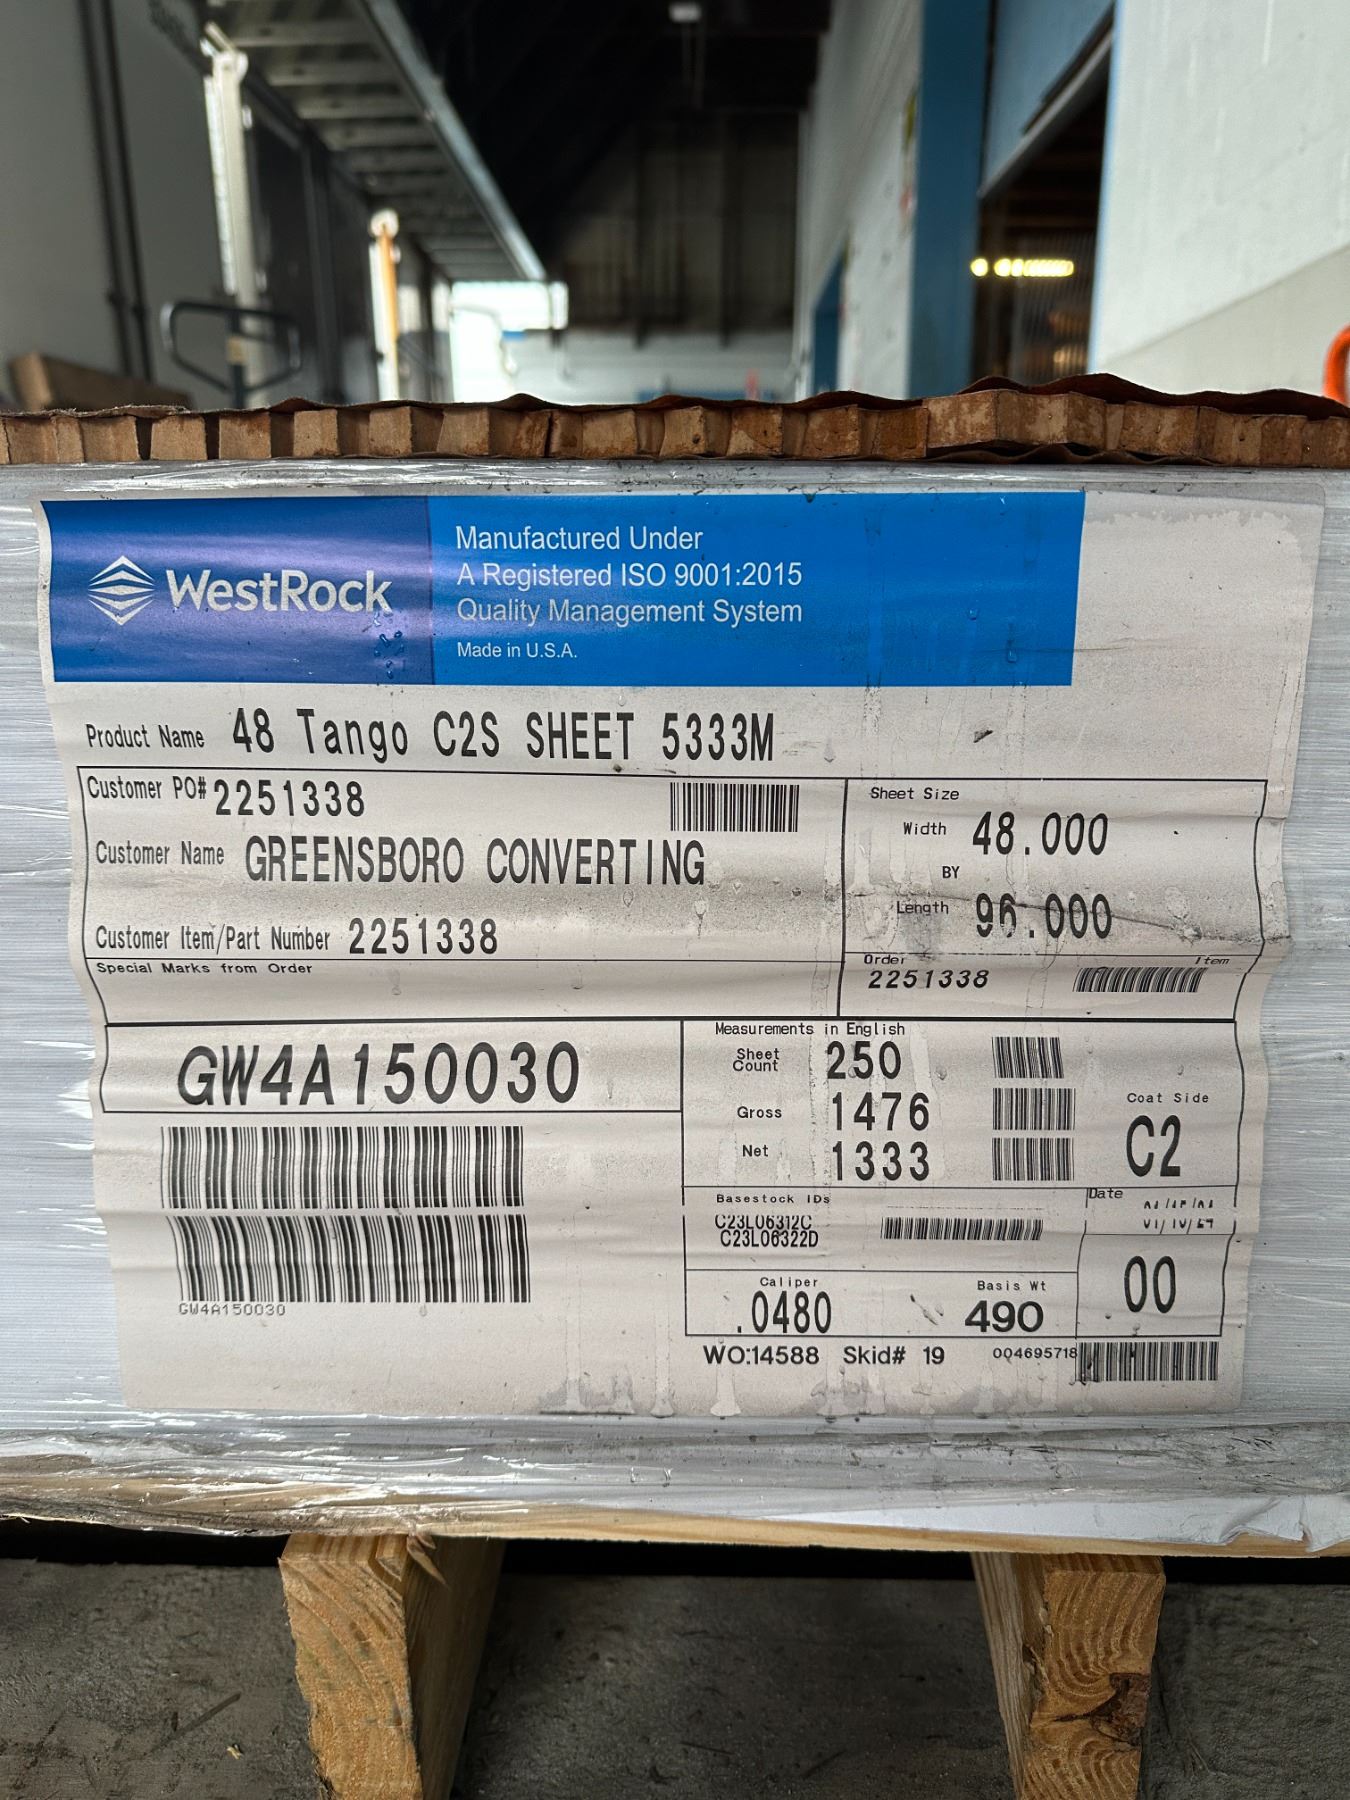 WestRock
Manufactured Under
A Registered ISO 9001:2015
Quality Management System
Made in U.S.A.
Product Name 48 Tango C2S SHEET 5333M
Customer PO# 2251338
Customer Name GREENSBORO CONVERTING
Customer Item/Part Number 2251338
Special Marks from Order
Sheet Size
Width 48.000
BY
Length 96.000
Order Item
2251338
GW4A150030
GW4A150030
Measurements in English
Sheet Count 250
Gross 1476
Net 1333
Coat Side
C2
Basestock IDs
C23L06312C
C23L06322D
Date
00
Caliper
.0480
Basis Wt
490
WO:14588 Skid# 19 004695718